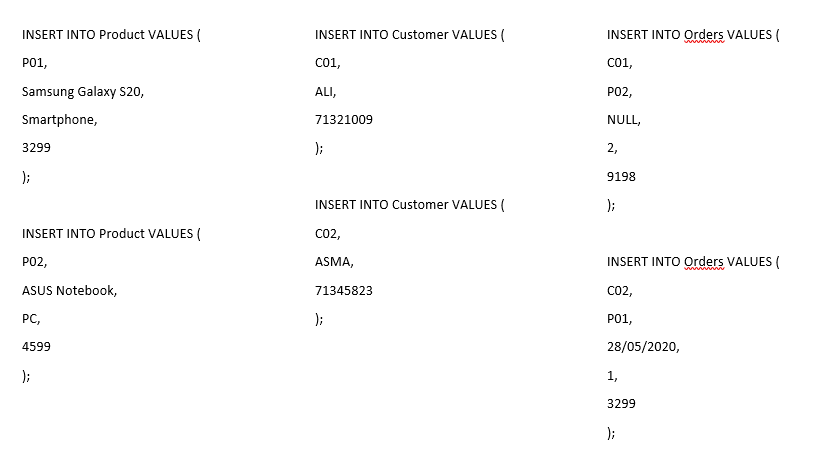 INSERT INTO Product VALUES (
P01,
Samsung Galaxy S20,
Smartphone,
3299
);
INSERT INTO Product VALUES (
P02,
ASUS Notebook,
PC,
4599
);
INSERT INTO Customer VALUES (
C01,
ALI,
71321009
);
INSERT INTO Customer VALUES (
C02,
ASMA,
71345823
);
INSERT INTO Orders VALUES (
C01,
P02,
NULL,
2,
9198
);
INSERT INTO Orders VALUES (
C02,
P01,
28/05/2020,
1,
3299
);